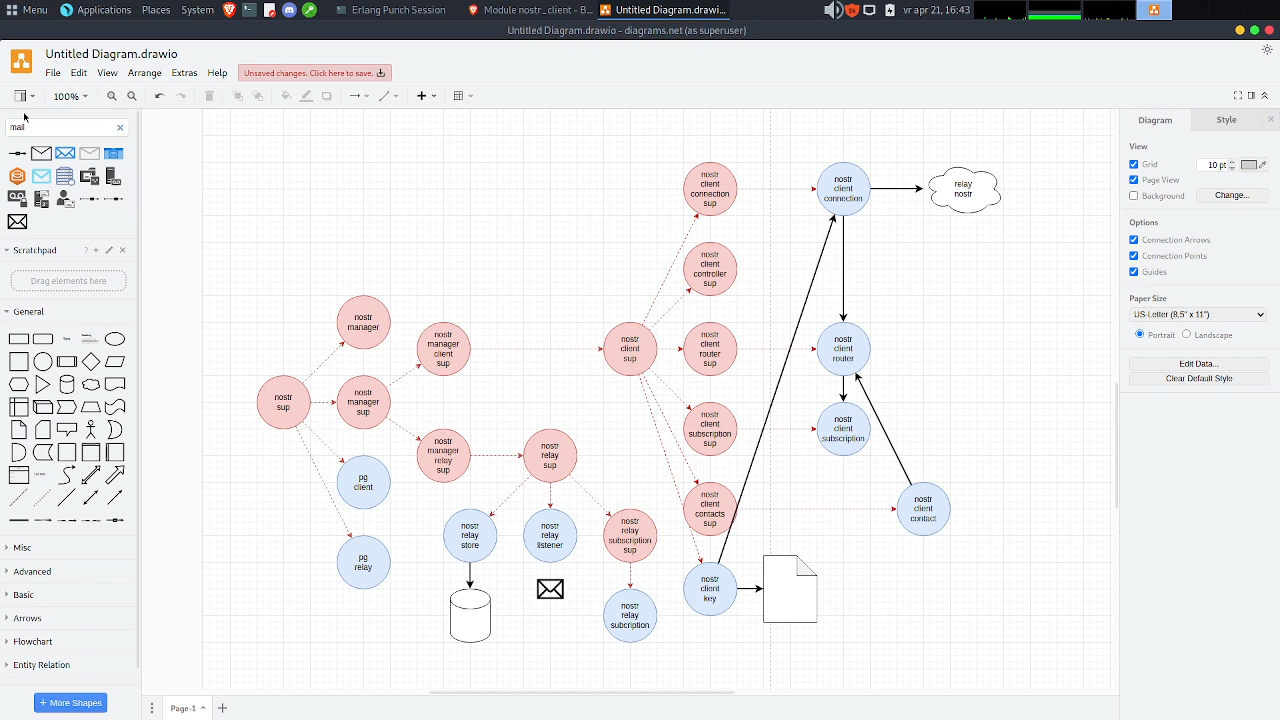 Menu Applications Places System Erlang Punch Session Module nostr_client - B... Untitled Diagram.drawi... vr apr 21, 16:43
Untitled Diagram.drawio - diagrams.net (as superuser)
Untitled Diagram.drawio
File Edit View Arrange Extras Help Unsaved changes. Click here to save.
100%
mail
Scratchpad
Drag elements here
General
Misc
Advanced
Basic
Arrows
Flowchart
Entity Relation
+ More Shapes
nostr
sup
nostr
manager
nostr
manager
sup
pg
client
pg
relay
nostr
manager
client
sup
nostr
manager
relay
sup
nostr
relay
sup
nostr
relay
store
nostr
relay
listener
nostr
relay
subscription
sup
nostr
relay
subcription
nostr
client
sup
nostr
client
connection
sup
nostr
client
controller
sup
nostr
client
router
sup
nostr
client
subscription
sup
nostr
client
contacts
sup
nostr
client
key
nostr
client
connection
nostr
client
router
nostr
client
subscription
nostr
client
contact
relay
nostr
Page-1
Diagram Style
View
Grid 10 pt
Page View
Background Change...
Options
Connection Arrows
Connection Points
Guides
Paper Size
US-Letter (8,5" x 11")
Portrait Landscape
Edit Data...
Clear Default Style